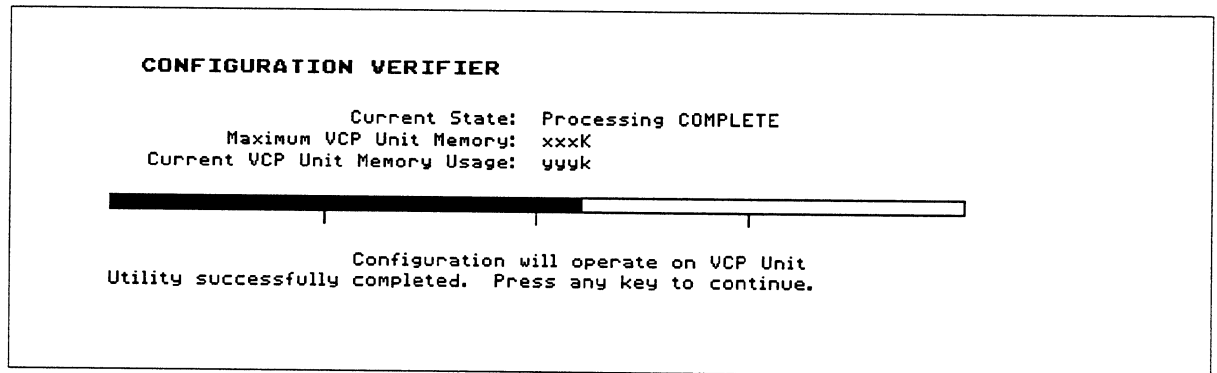 CONFIGURATION VERIFIER
Current State: Processing COMPLETE
Maximum VCP Unit Memory: xxxK
Current VCP Unit Memory Usage: yyyk
Configuration will operate on VCP Unit
Utility successfully completed. Press any key to continue.